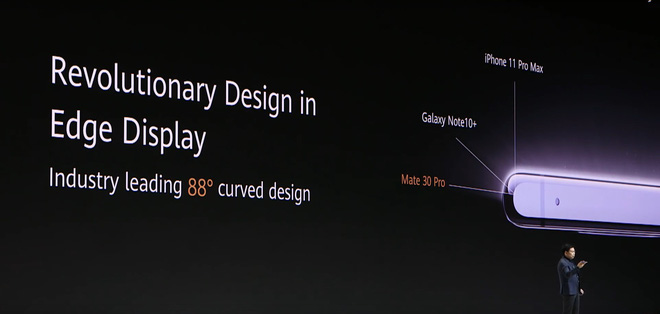 Revolutionary Design in
Edge Display
Industry leading 88° curved design
iPhone 11 Pro Max
Galaxy Note10+
Mate 30 Pro